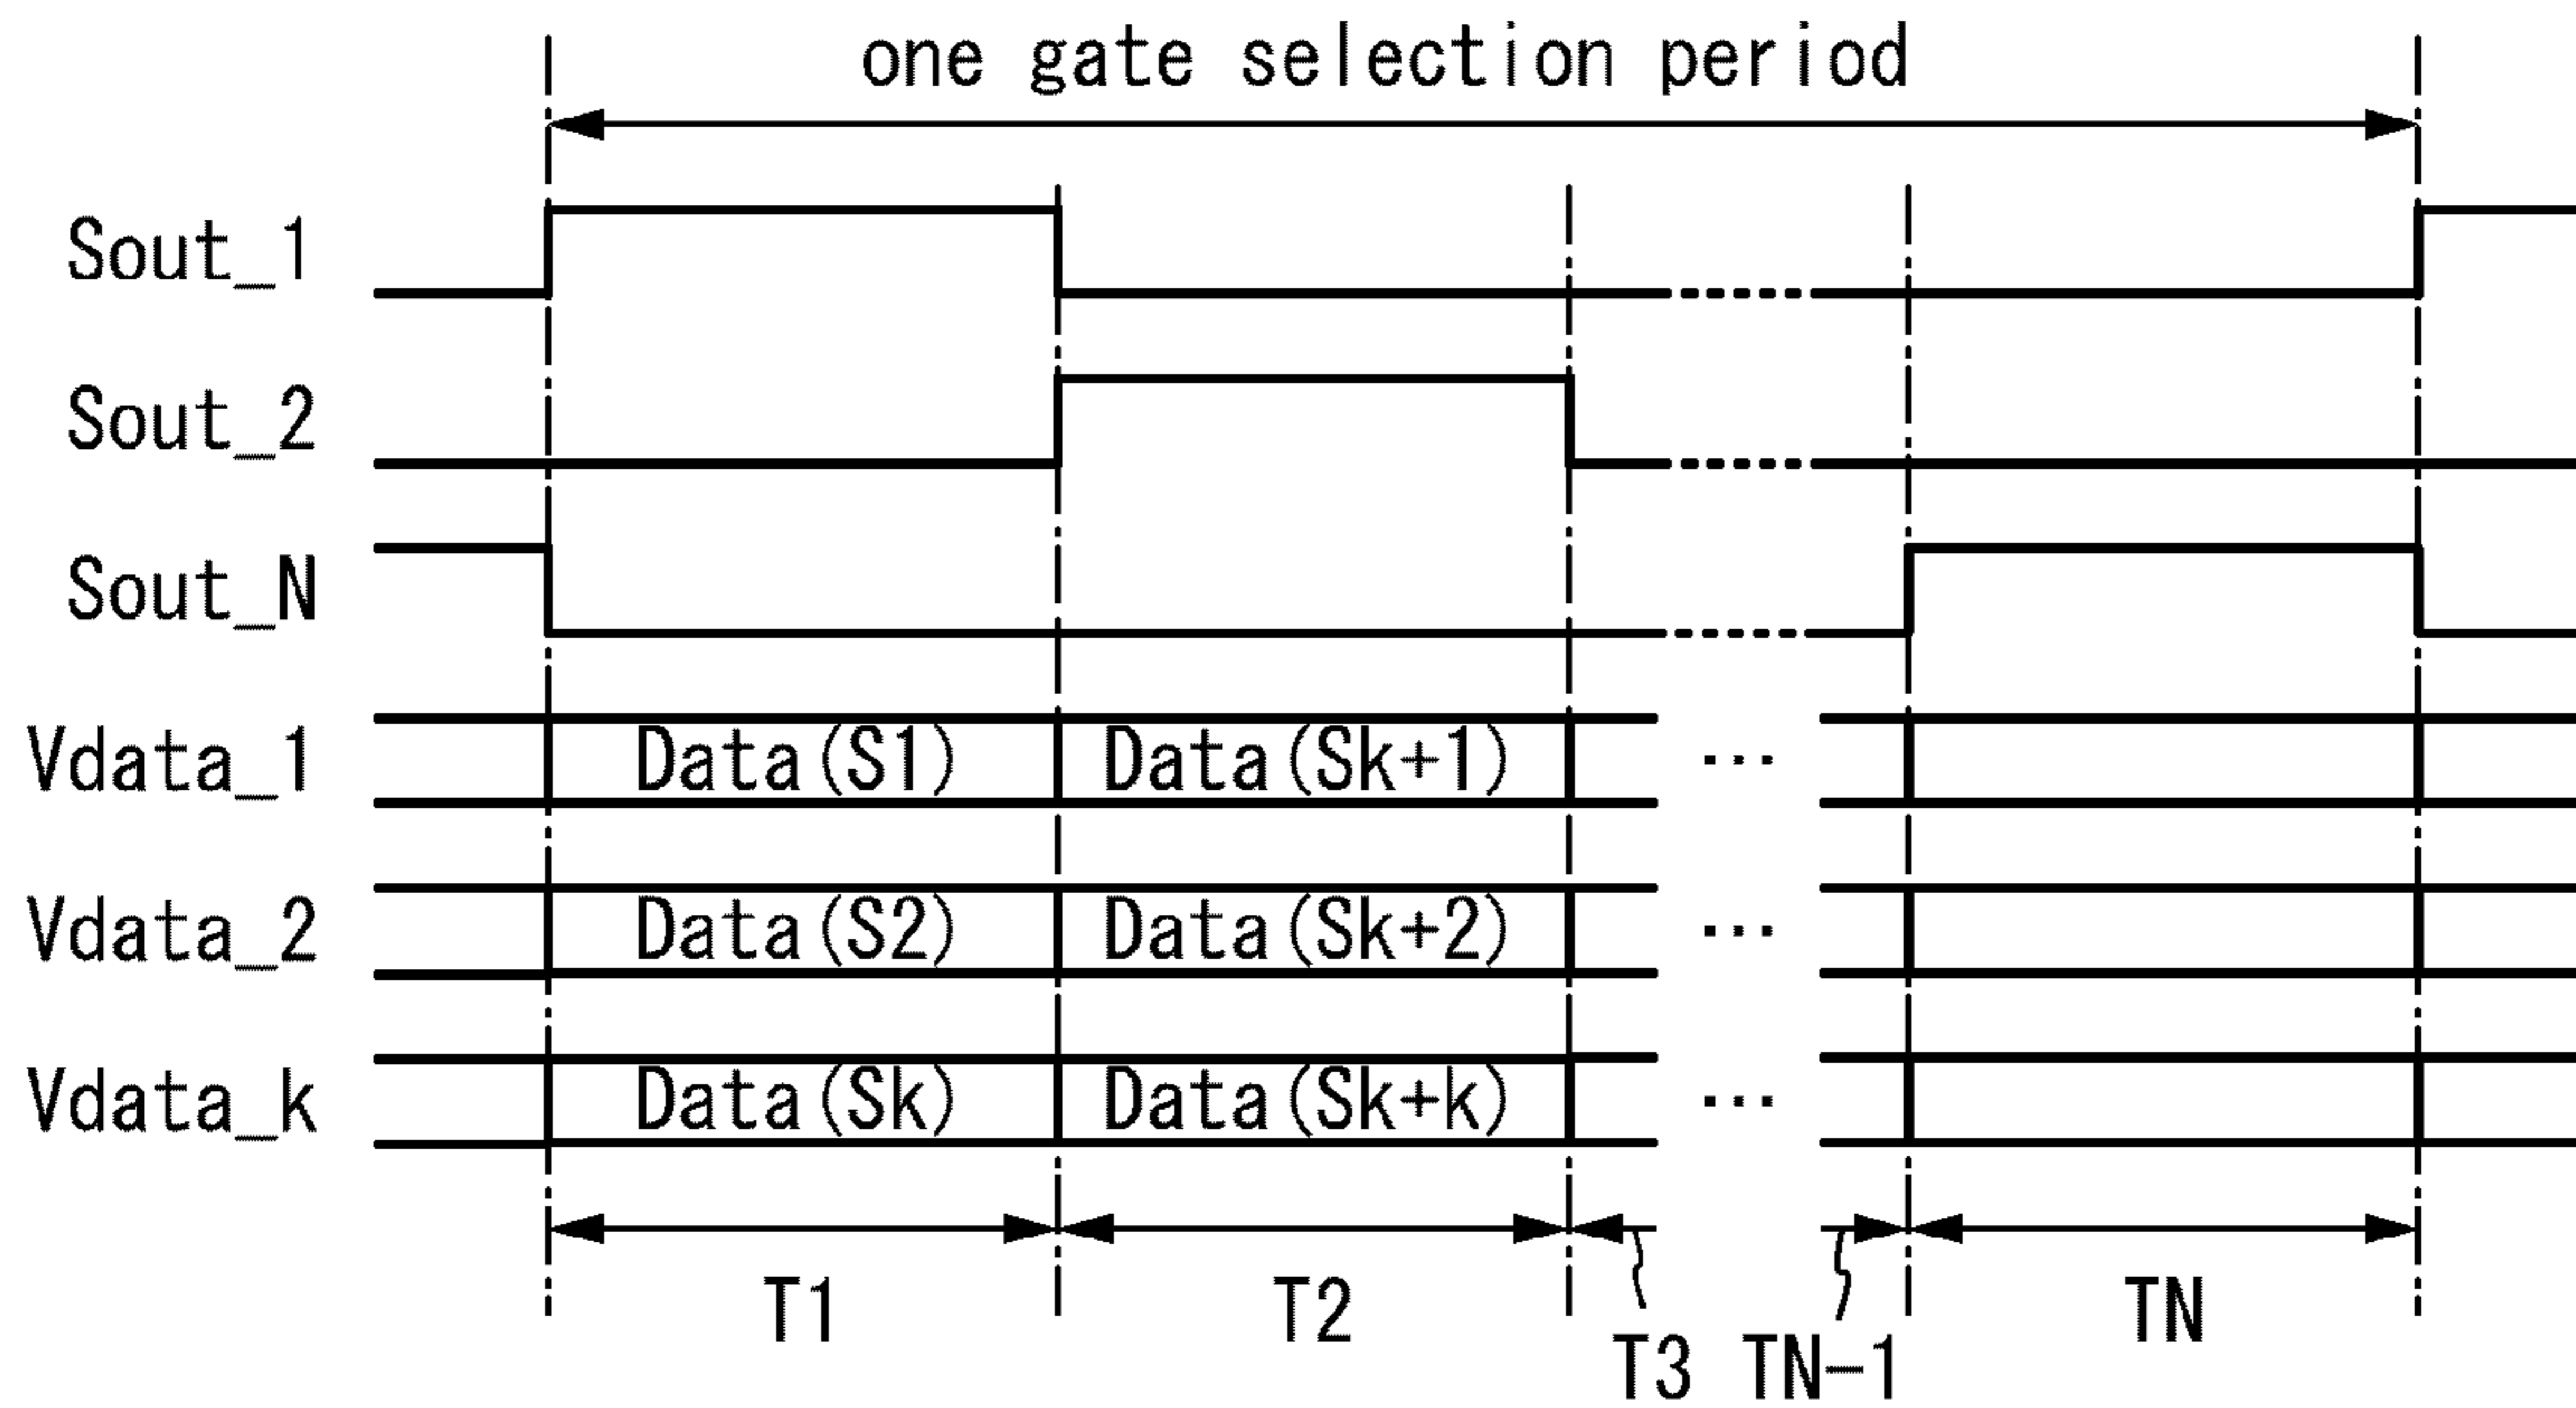 one gate selection period
Sout_1
Sout_2
Sout_N
Vdata_1 Data(S1) Data(Sk+1) ...
Vdata_2 Data(S2) Data(Sk+2) ...
Vdata_k Data(Sk) Data(Sk+k) ...
T1 T2 TN
T3 TN-1